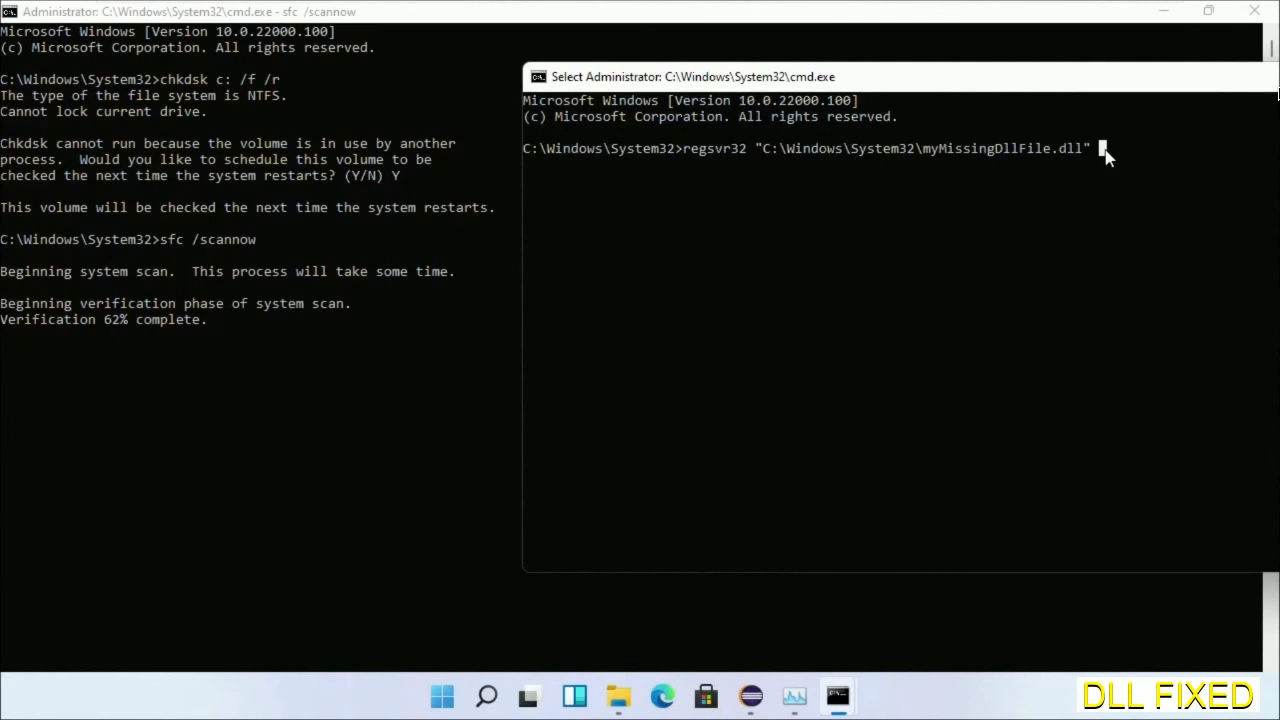 Administrator: C:\Windows\System32\cmd.exe - sfc /scannow
Microsoft Windows [Version 10.0.22000.100]
(c) Microsoft Corporation. All rights reserved.
C:\Windows\System32>chkdsk c: /f /r
The type of the file system is NTFS.
Cannot lock current drive.
Chkdsk cannot run because the volume is in use by another
process.  Would you like to schedule this volume to be
checked the next time the system restarts? (Y/N) Y
This volume will be checked the next time the system restarts.
C:\Windows\System32>sfc /scannow
Beginning system scan.  This process will take some time.
Beginning verification phase of system scan.
Verification 62% complete.
Select Administrator: C:\Windows\System32\cmd.exe
Microsoft Windows [Version 10.0.22000.100]
(c) Microsoft Corporation. All rights reserved.
C:\Windows\System32>regsvr32 "C:\Windows\System32\myMissingDllFile.dll"
DLL FIXED